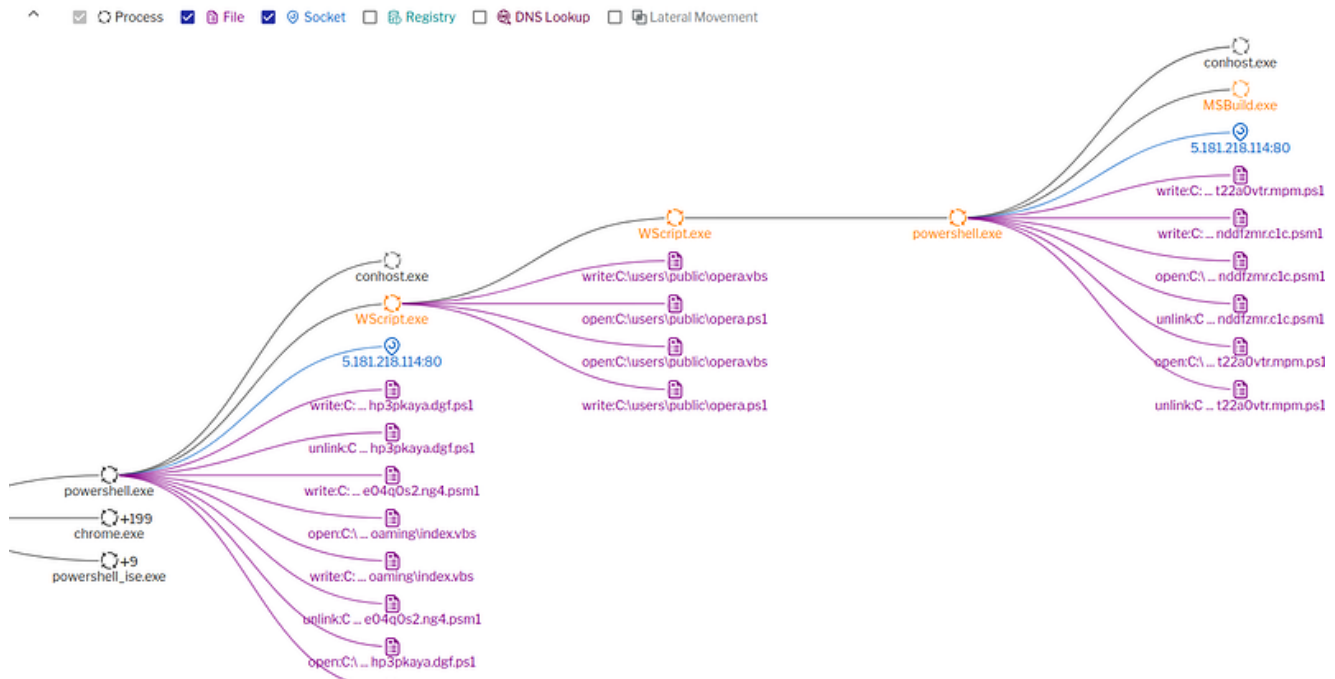 Process File Socket Registry DNS Lookup Lateral Movement
conhost.exe
MSBuild.exe
5.181.218.114:80
write:C: ... t22a0vtr.mpm.ps1
write:C: ... nddfzmr.c1c.psm1
open:C:\ ... nddfzmr.c1c.psm1
unlink:C ... nddfzmr.c1c.psm1
open:C:\ ... t22a0vtr.mpm.ps1
unlink:C ... t22a0vtr.mpm.ps1
WScript.exe
powershell.exe
write:C:\users\public\opera.vbs
open:C:\users\public\opera.ps1
open:C:\users\public\opera.vbs
write:C:\users\public\opera.ps1
conhost.exe
WScript.exe
5.181.218.114:80
write:C: ... hp3pkaya.dgf.ps1
unlink:C ... hp3pkaya.dgf.ps1
write:C: ... e04q0s2.ng4.psm1
open:C:\ ... oaming\index.vbs
write:C: ... oaming\index.vbs
unlink:C ... e04q0s2.ng4.psm1
open:C:\ ... hp3pkaya.dgf.ps1
powershell.exe
+199
chrome.exe
+9
powershell_ise.exe